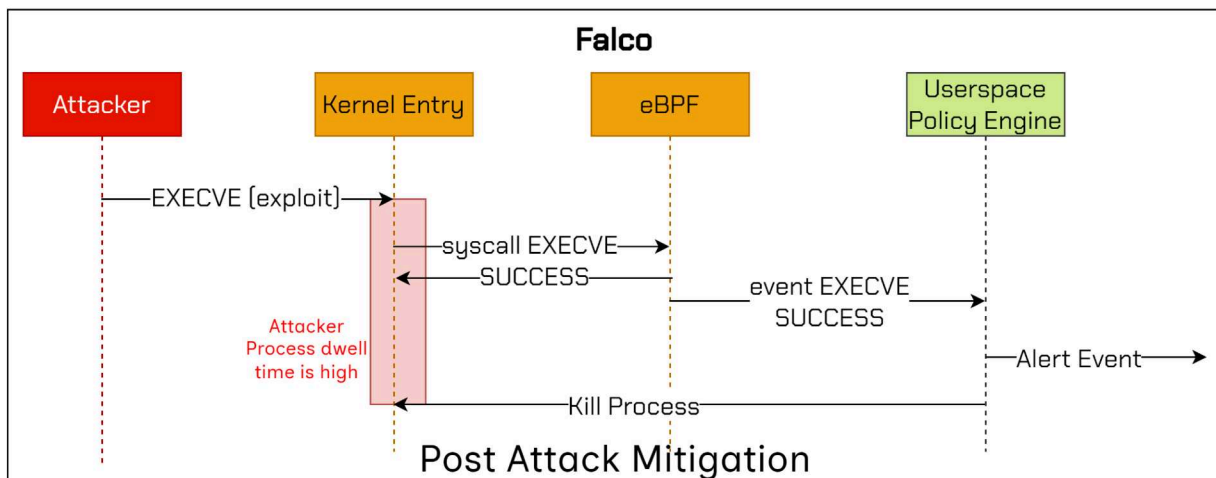 Falco
Attacker
Kernel Entry
eBPF
Userspace
Policy Engine
EXECVE (exploit)
syscall EXECVE
SUCCESS
event EXECVE
SUCCESS
Attacker
Process dwell
time is high
Alert Event
Kill Process
Post Attack Mitigation